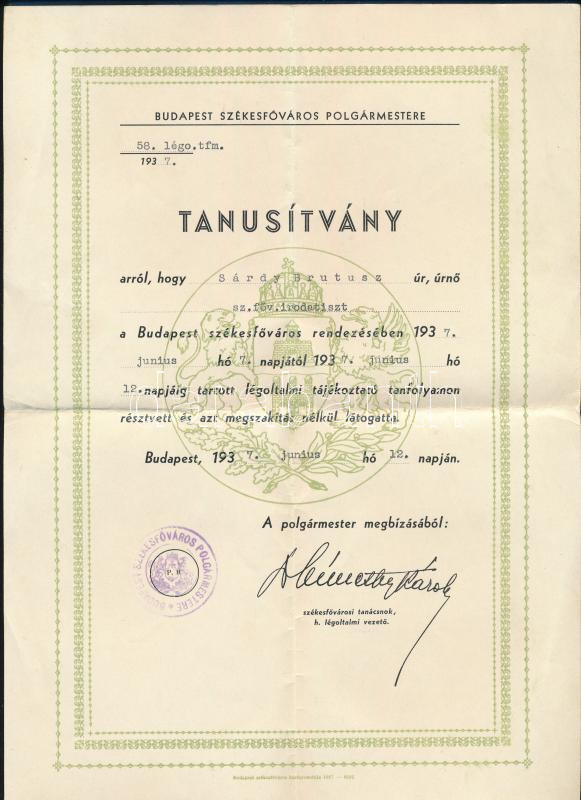 BUDAPEST SZÉKESFŐVÁROS POLGÁRMESTERE
58. légo.tfm.
1937.
TANUSÍTVÁNY
arról, hogy Sárdy Brutusz úr, úrnő
sz.föv.irodatiszt
a Budapest székesfőváros rendezésében 1937.
junius hó 7. napjától 1937. junius hó
12. napjáig tartott légoltalmi tájékoztató tanfolyamon
résztvett és azt megszakítás nélkül látogatta.
Budapest, 1937. junius hó 12. napján.
A polgármester megbízásából:
BUDAPEST SZÉKESFŐVÁROS POLGÁRMESTERE
P. H
Károly
székesfővárosi tanácsnok,
h. légoltalmi vezető.